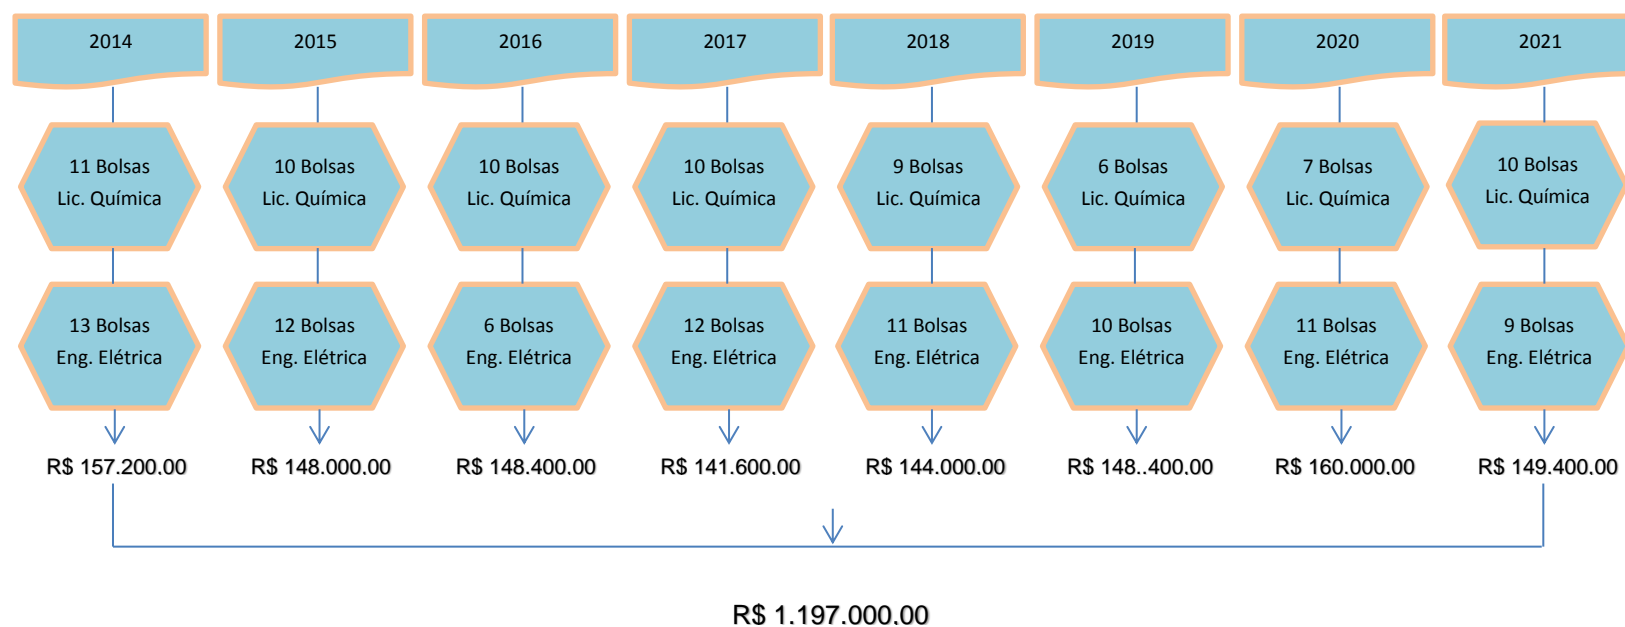 2014
2015
2016
2017
2018
2019
2020
2021
11 Bolsas
Lic. Química
10 Bolsas
Lic. Química
10 Bolsas
Lic. Química
10 Bolsas
Lic. Química
9 Bolsas
Lic. Química
6 Bolsas
Lic. Química
7 Bolsas
Lic. Química
10 Bolsas
Lic. Química
13 Bolsas
Eng. Elétrica
12 Bolsas
Eng. Elétrica
6 Bolsas
Eng. Elétrica
12 Bolsas
Eng. Elétrica
11 Bolsas
Eng. Elétrica
10 Bolsas
Eng. Elétrica
11 Bolsas
Eng. Elétrica
9 Bolsas
Eng. Elétrica
R$ 157.200,00
R$ 148.000,00
R$ 148.400,00
R$ 141.600,00
R$ 144.000,00
R$ 148..400,00
R$ 160.000,00
R$ 149.400,00
R$ 1.197.000,00